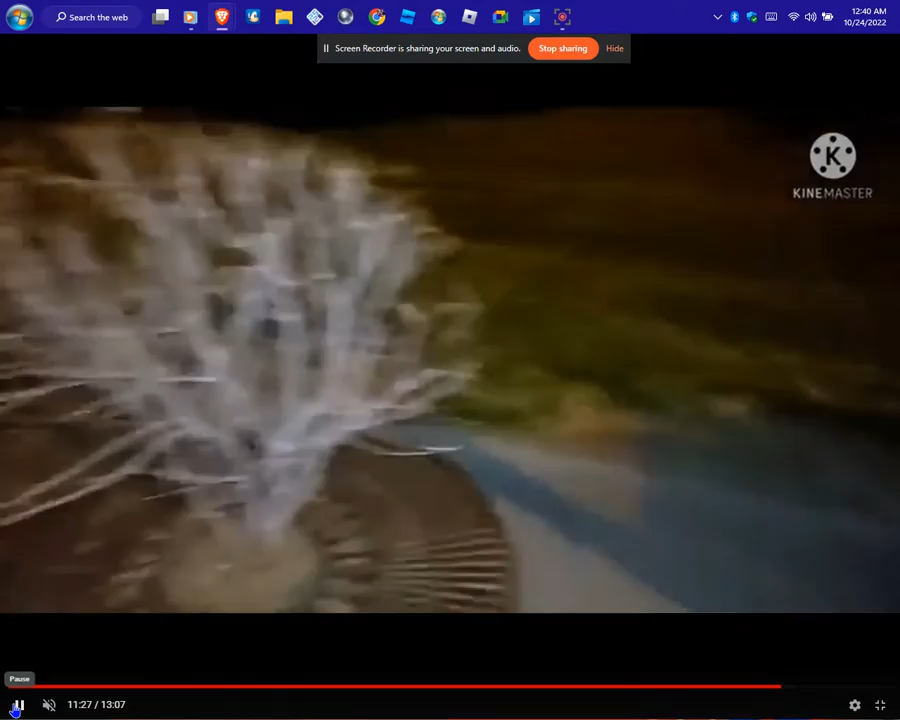 Search the web
12:40 AM
10/24/2022
Screen Recorder is sharing your screen and audio.
Stop sharing
Hide
K
KINEMASTER
Pause
11:27 / 13:07